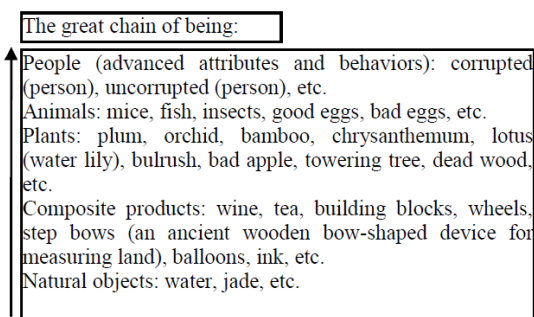 The great chain of being:
People (advanced attributes and behaviors): corrupted
(person), uncorrupted (person), etc.
Animals: mice, fish, insects, good eggs, bad eggs, etc.
Plants: plum, orchid, bamboo, chrysanthemum, lotus
(water lily), bulrush, bad apple, towering tree, dead wood,
etc.
Composite products: wine, tea, building blocks, wheels,
step bows (an ancient wooden bow-shaped device for
measuring land), balloons, ink, etc.
Natural objects: water, jade, etc.